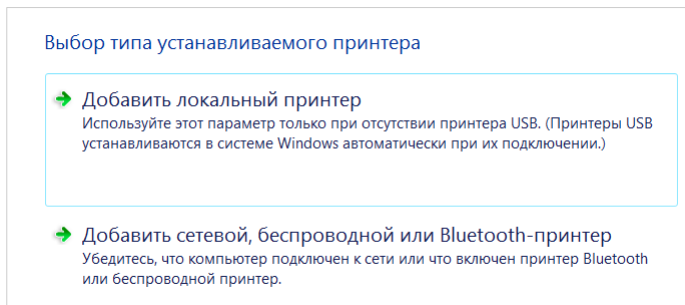 Выбор типа устанавливаемого принтера
Добавить локальный принтер
Используйте этот параметр только при отсутствии принтера USB. (Принтеры USB
устанавливаются в системе Windows автоматически при их подключении.)
Добавить сетевой, беспроводной или Bluetooth-принтер
Убедитесь, что компьютер подключен к сети или что включен принтер Bluetooth
или беспроводной принтер.